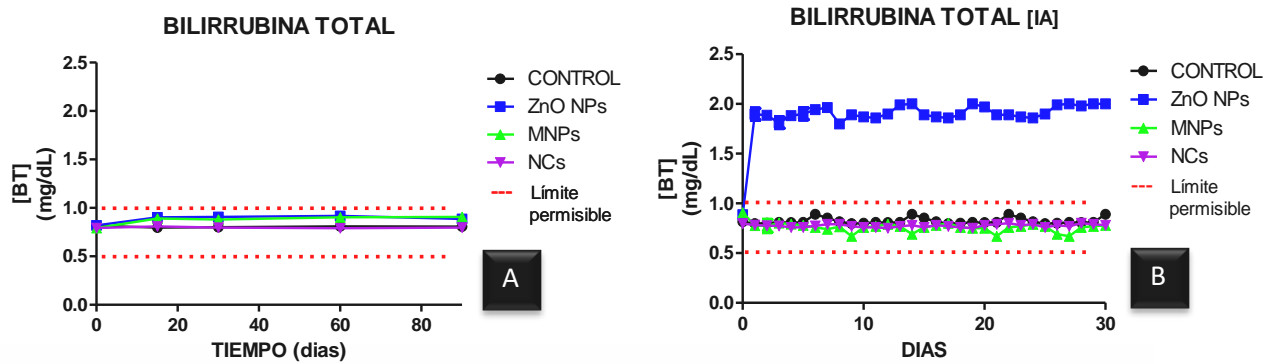 BILIRRUBINA TOTAL
2.5
2.0
1.5
1.0
0.5
0.0
[BT]
(mg/dL)
0
20
40
60
80
TIEMPO (dias)
CONTROL
ZnO NPs
MNPs
NCs
Límite
permisible
A
BILIRRUBINA TOTAL [IA]
2.5
2.0
1.5
1.0
0.5
0.0
[BT]
(mg/dL)
0
10
20
30
DIAS
CONTROL
ZnO NPs
MNPs
NCs
Límite
permisible
B